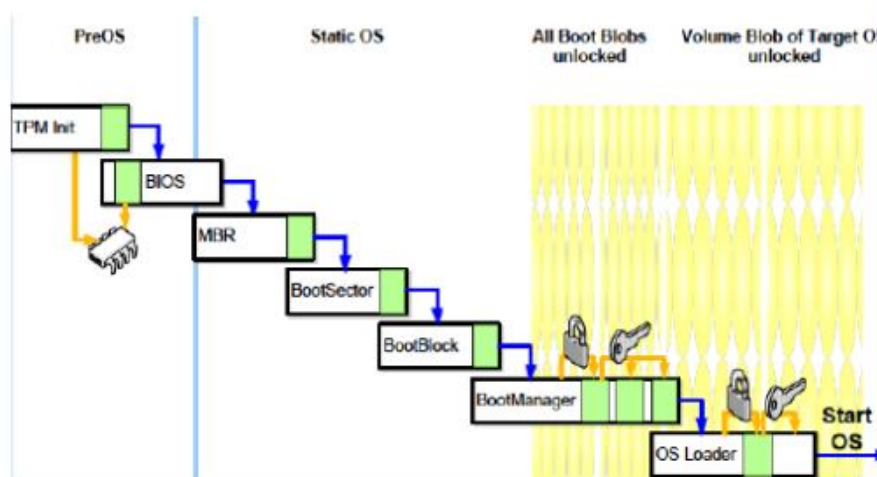 PreOS
Static OS
All Boot Blobs
unlocked
Volume Blob of Target O
unlocked
TPM Init
BIOS
MBR
BootSector
BootBlock
BootManager
OS Loader
Start
OS